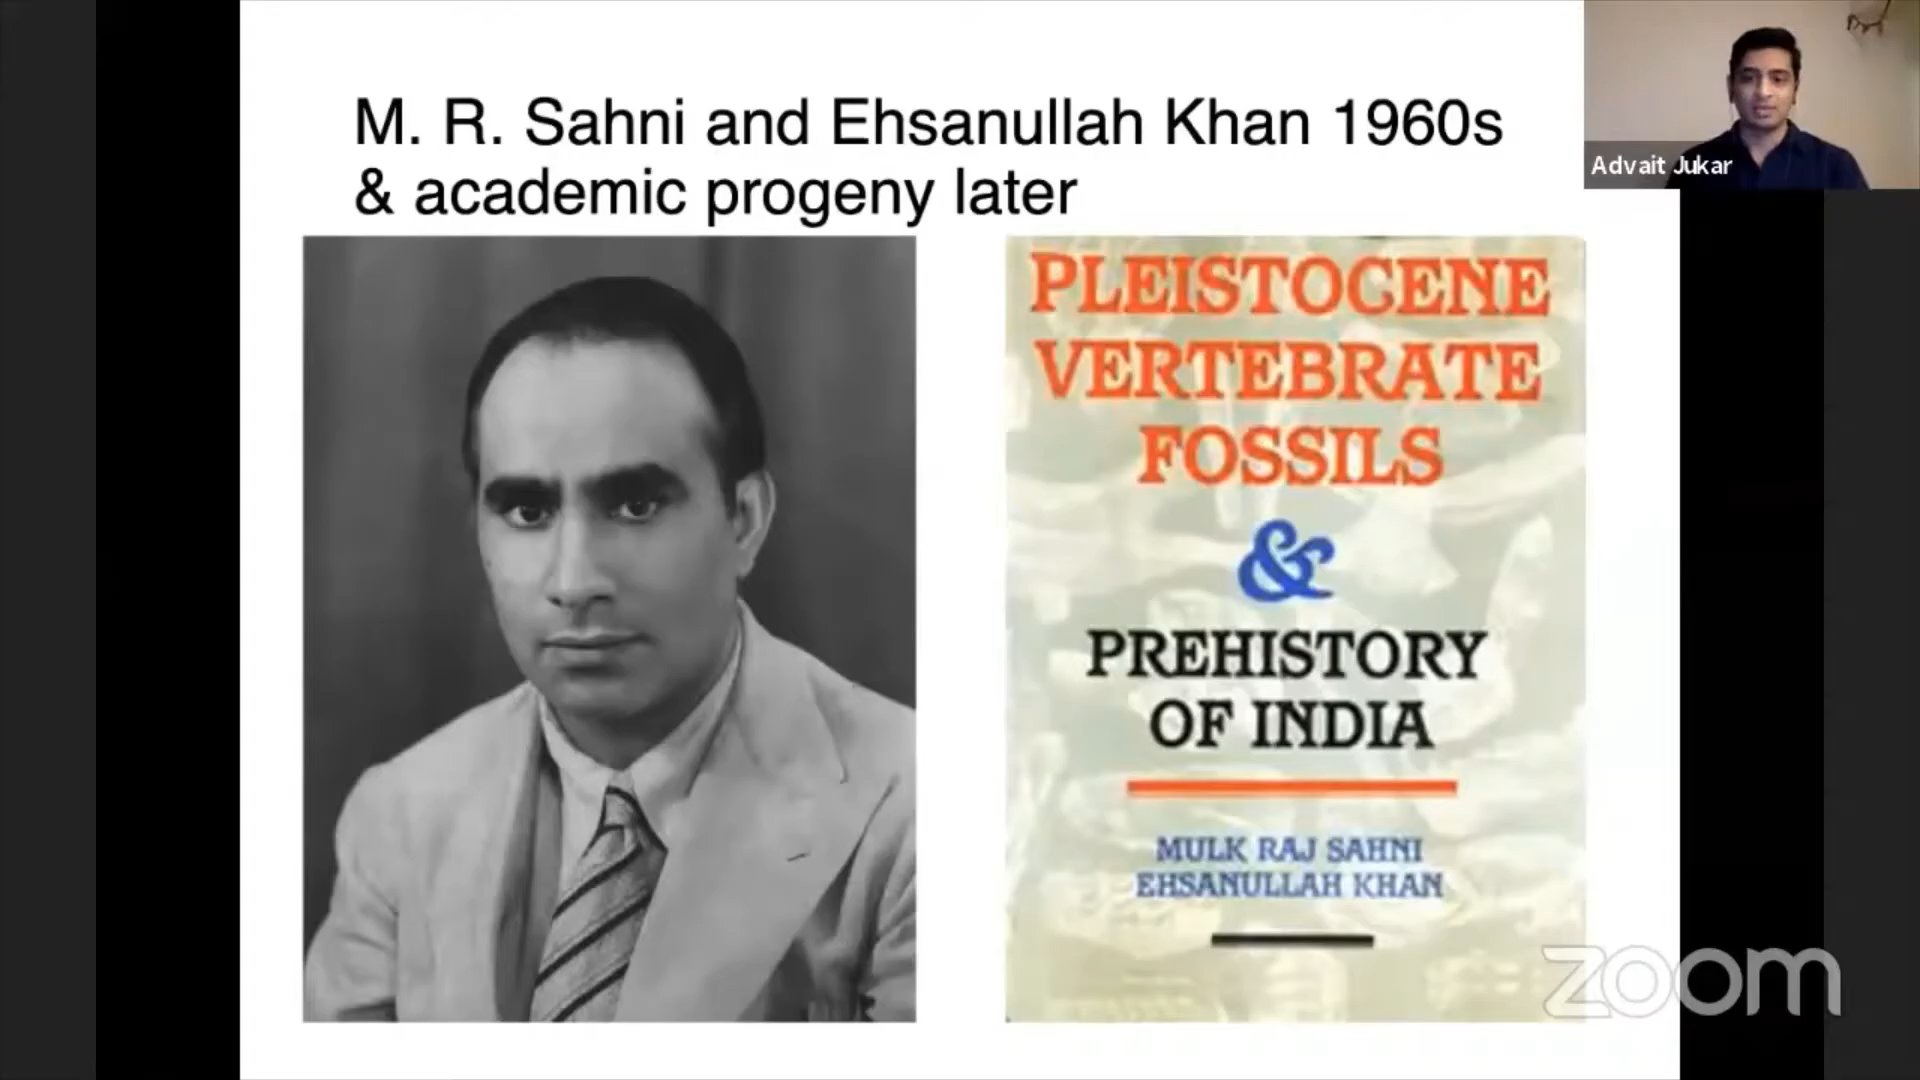 M. R. Sahni and Ehsanullah Khan 1960s
& academic progeny later
Advait Jukar
PLEISTOCENE
VERTEBRATE
FOSSILS
&
PREHISTORY
OF INDIA
MULK RAJ SAHNI
EHSANULLAH KHAN
zoom